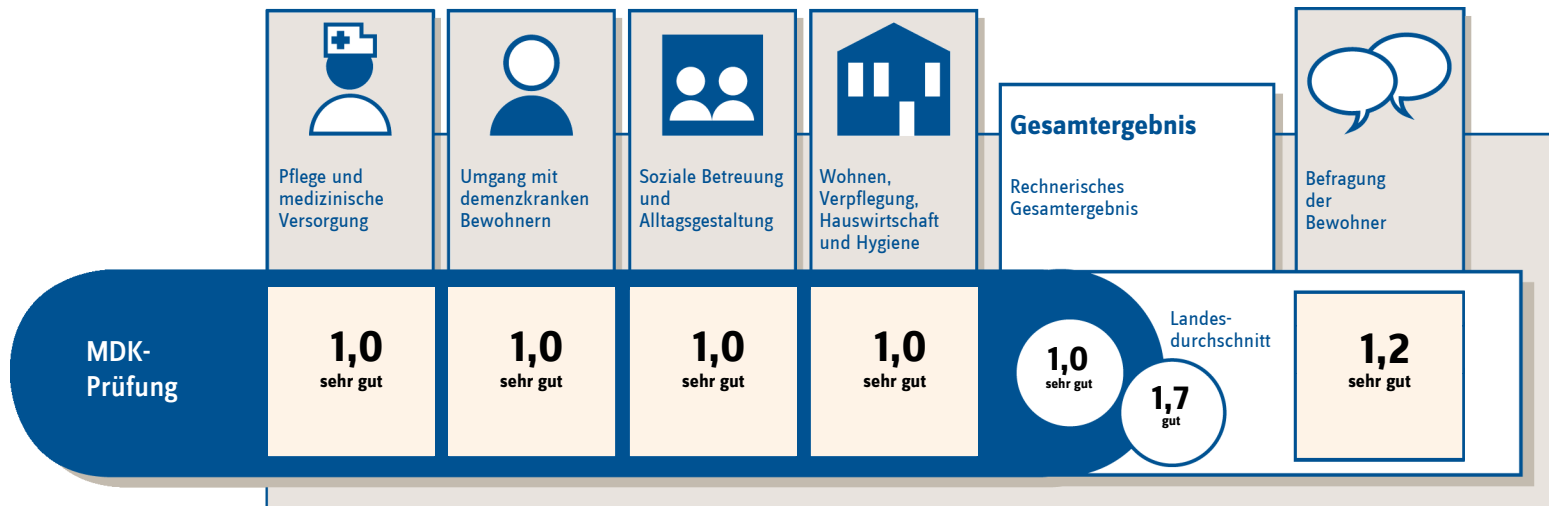 Pflege und
medizinische
Versorgung
Umgang mit
demenzkranken
Bewohnern
Soziale Betreuung
und
Alltagsgestaltung
Wohnen,
Verpflegung,
Hauswirtschaft
und Hygiene
Gesamtergebnis
Rechnerisches
Gesamtergebnis
Befragung
der
Bewohner
MDK-
Prüfung
1,0
sehr gut
1,0
sehr gut
1,0
sehr gut
1,0
sehr gut
1,0
sehr gut
Landes-
durchschnitt
1,7
gut
1,2
sehr gut